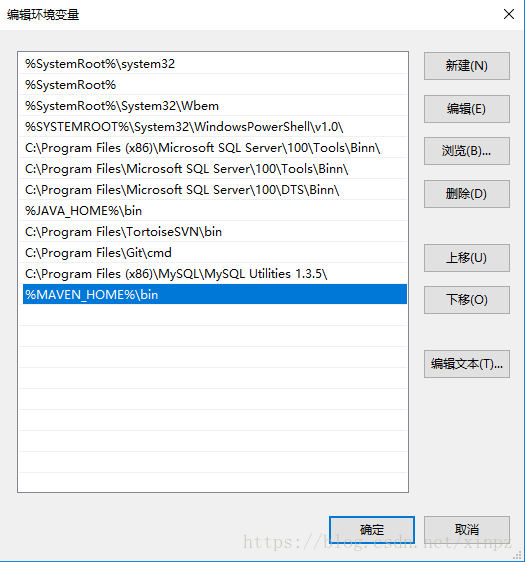 编辑环境变量
%SystemRoot%\system32
%SystemRoot%
%SystemRoot%\System32\Wbem
%SYSTEMROOT%\System32\WindowsPowerShell\v1.0\
C:\Program Files (x86)\Microsoft SQL Server\100\Tools\Binn\
C:\Program Files\Microsoft SQL Server\100\Tools\Binn\
C:\Program Files\Microsoft SQL Server\100\DTS\Binn\
%JAVA_HOME%\bin
C:\Program Files\TortoiseSVN\bin
C:\Program Files\Git\cmd
C:\Program Files (x86)\MySQL\MySQL Utilities 1.3.5\
%MAVEN_HOME%\bin
新建(N)
编辑(E)
浏览(B)...
删除(D)
上移(U)
下移(O)
编辑文本(T)...
确定
取消
https://blog.csdn.net/xinpz